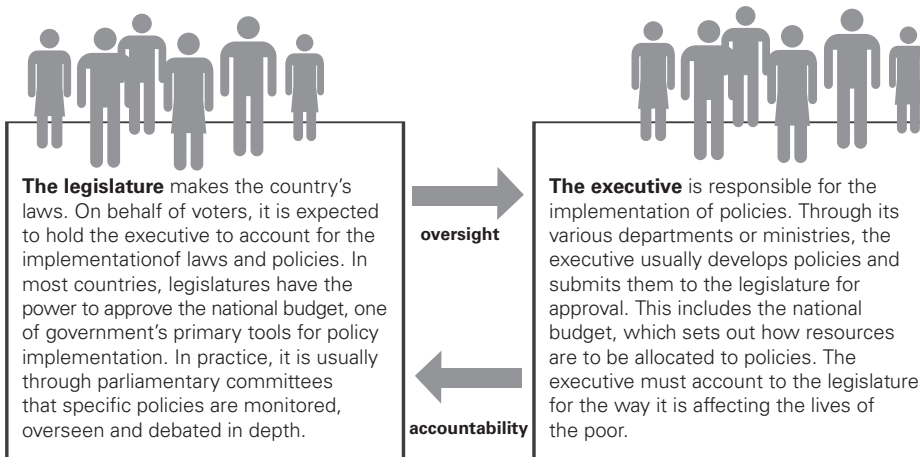 The legislature makes the country's
laws. On behalf of voters, it is expected
to hold the executive to account for the
implementationof laws and policies. In
most countries, legislatures have the
power to approve the national budget, one
of government's primary tools for policy
implementation. In practice, it is usually
through parliamentary committees
that specific policies are monitored,
overseen and debated in depth.
oversight
accountability
The executive is responsible for the
implementation of policies. Through its
various departments or ministries, the
executive usually develops policies and
submits them to the legislature for
approval. This includes the national
budget, which sets out how resources
are to be allocated to policies. The
executive must account to the legislature
for the way it is affecting the lives of
the poor.